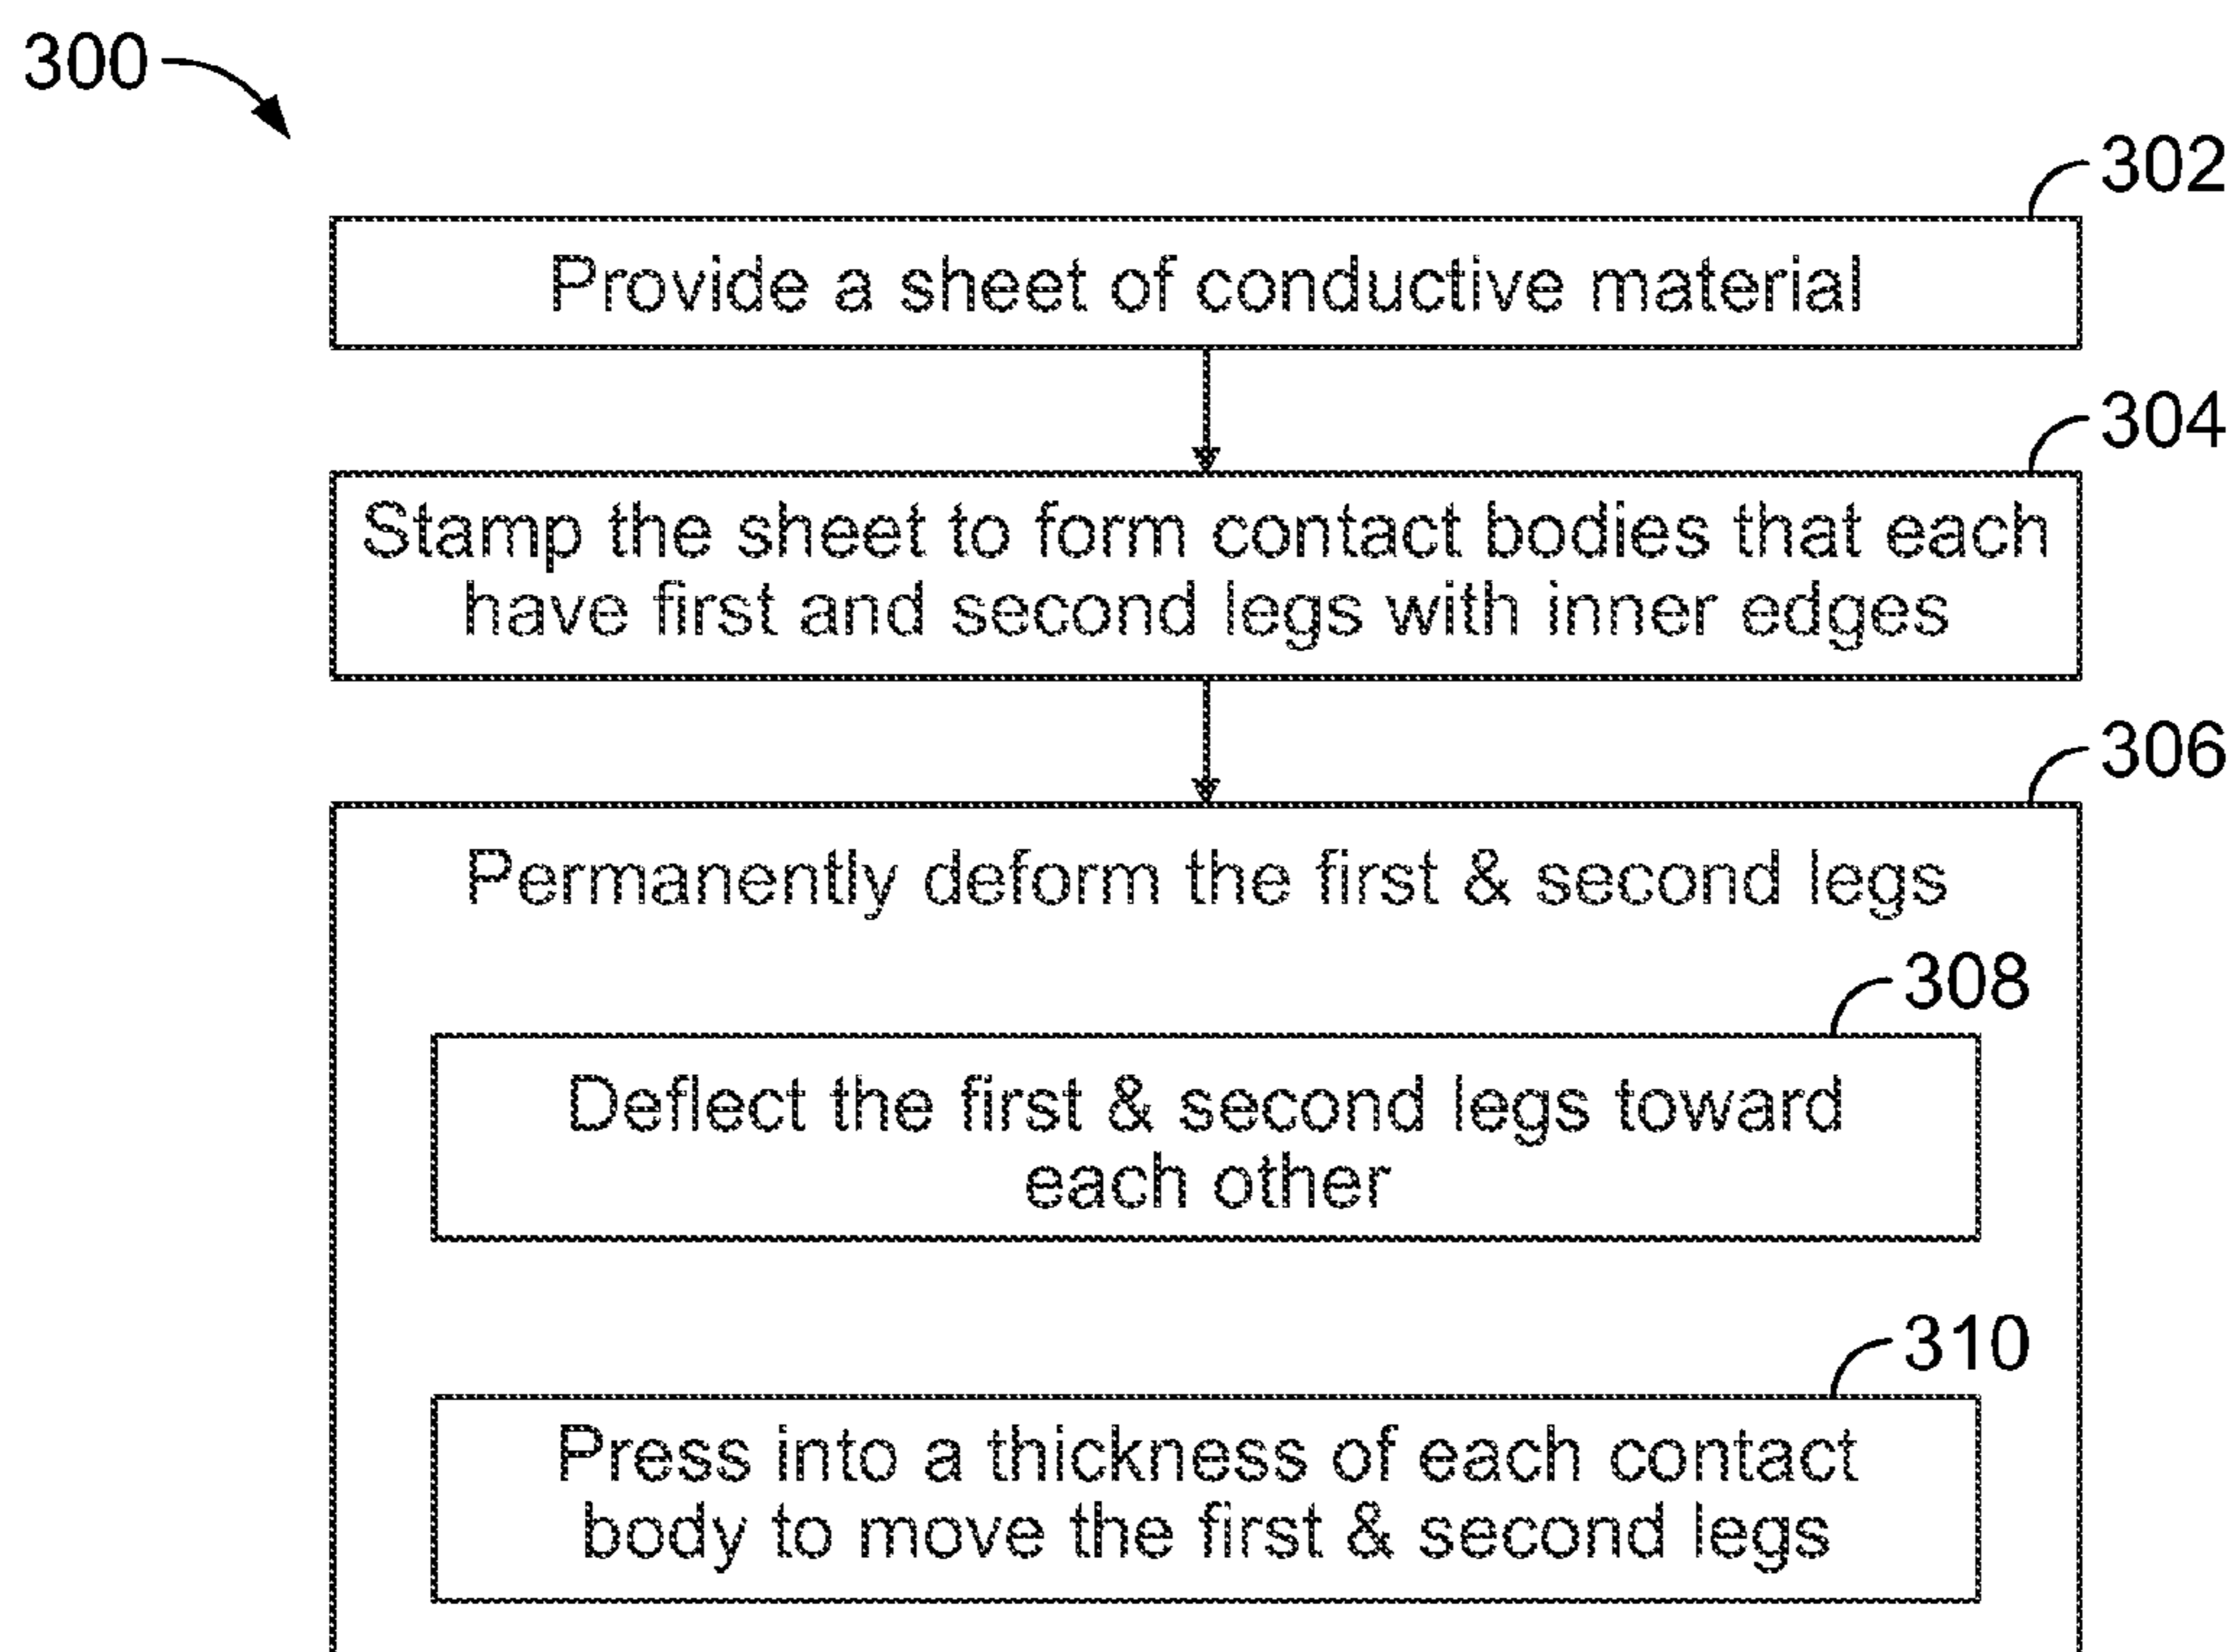 300
302
Provide a sheet of conductive material
304
Stamp the sheet to form contact bodies that each
have first and second legs with inner edges
306
Permanently deform the first & second legs
308
Deflect the first & second legs toward
each other
310
Press into a thickness of each contact
body to move the first & second legs